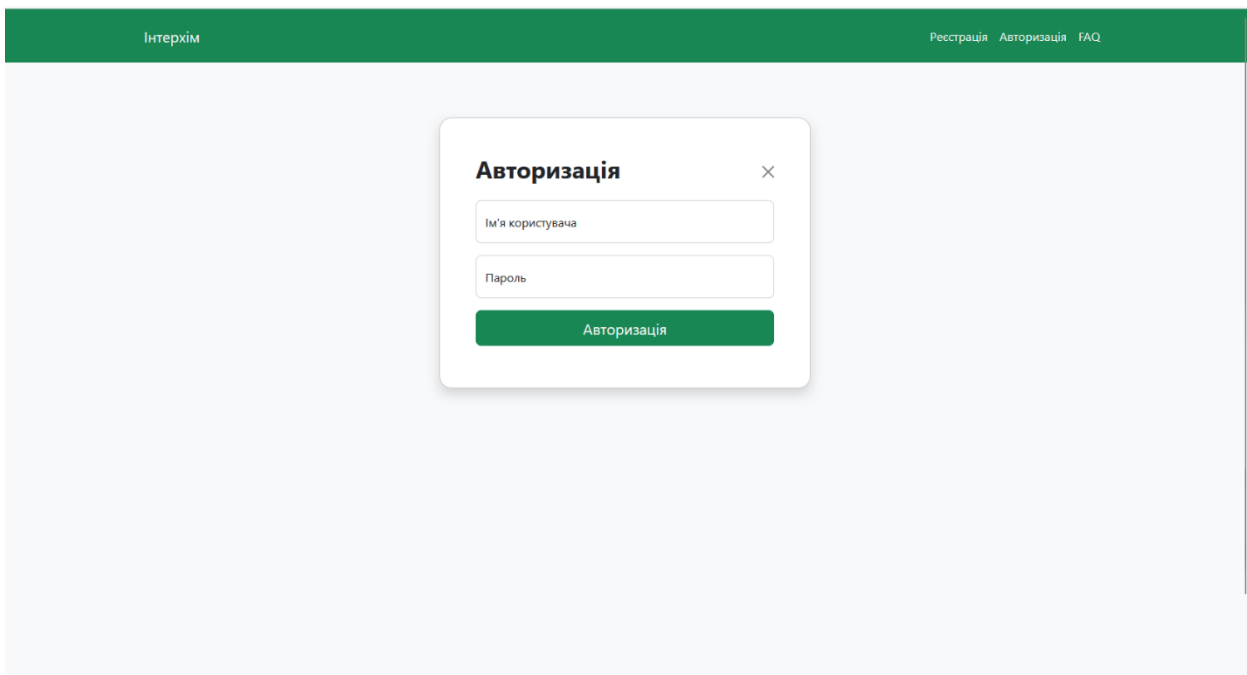 Інтерхім
Реєстрація Авторизація FAQ
Авторизація
Ім'я користувача
Пароль
Авторизація